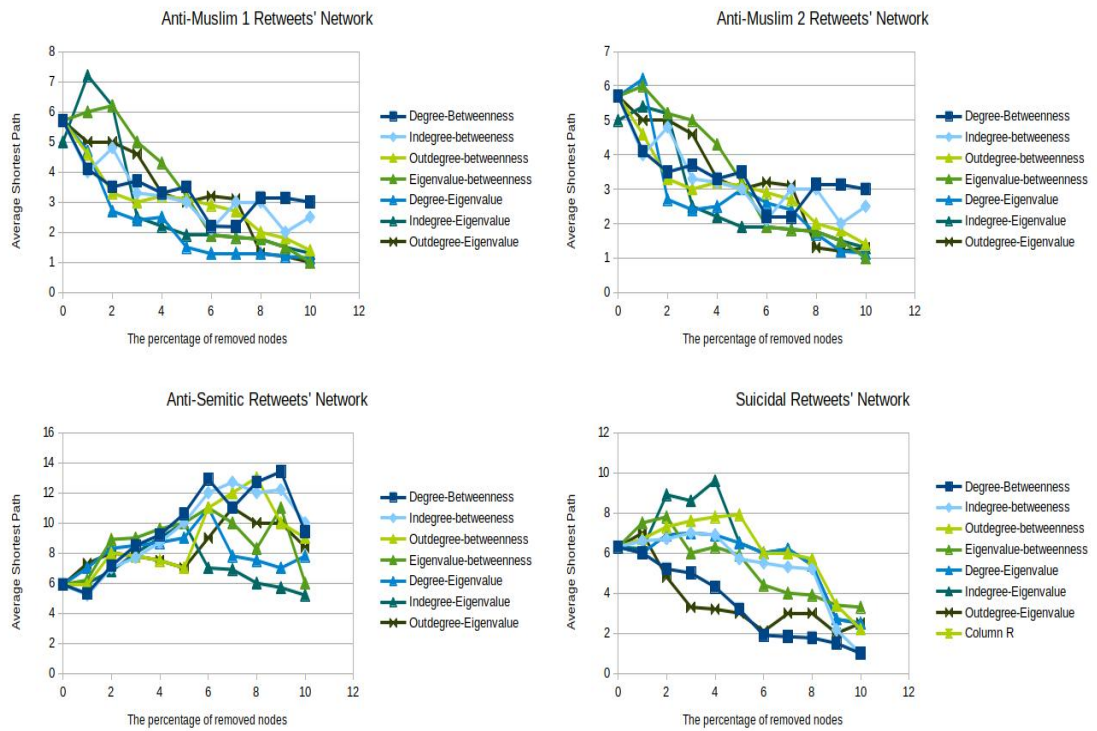 Anti-Muslim 1 Retweets' Network
8
7
6
5
4
3
2
1
0
0 2 4 6 8 10 12
Average Shortest Path
The percentage of removed nodes
Degree-Betweenness
Indegree-betweenness
Outdegree-betweenness
Eigenvalue-betweenness
Degree-Eigenvalue
Indegree-Eigenvalue
Outdegree-Eigenvalue
Anti-Muslim 2 Retweets' Network
7
6
5
4
3
2
1
0
0 2 4 6 8 10 12
Average Shortest Path
The percentage of removed nodes
Degree-Betweenness
Indegree-betweenness
Outdegree-betweenness
Eigenvalue-betweenness
Degree-Eigenvalue
Indegree-Eigenvalue
Outdegree-Eigenvalue
Anti-Semitic Retweets' Network
16
14
12
10
8
6
4
2
0
0 2 4 6 8 10 12
Average Shortest Path
The percentage of removed nodes
Degree-Betweenness
Indegree-betweeness
Outdegree-betweenness
Eigenvalue-betweenness
Degree-Eigenvalue
Indegree-Eigenvalue
Outdegree-Eigenvalue
Suicidal Retweets' Network
12
10
8
6
4
2
0
0 2 4 6 8 10 12
Average Shortest Path
The percentage of removed nodes
Degree-Betweenness
Indegree-betweenness
Outdegree-betweenness
Eigenvalue-betweenness
Degree-Eigenvalue
Indegree-Eigenvalue
Outdegree-Eigenvalue
Column R